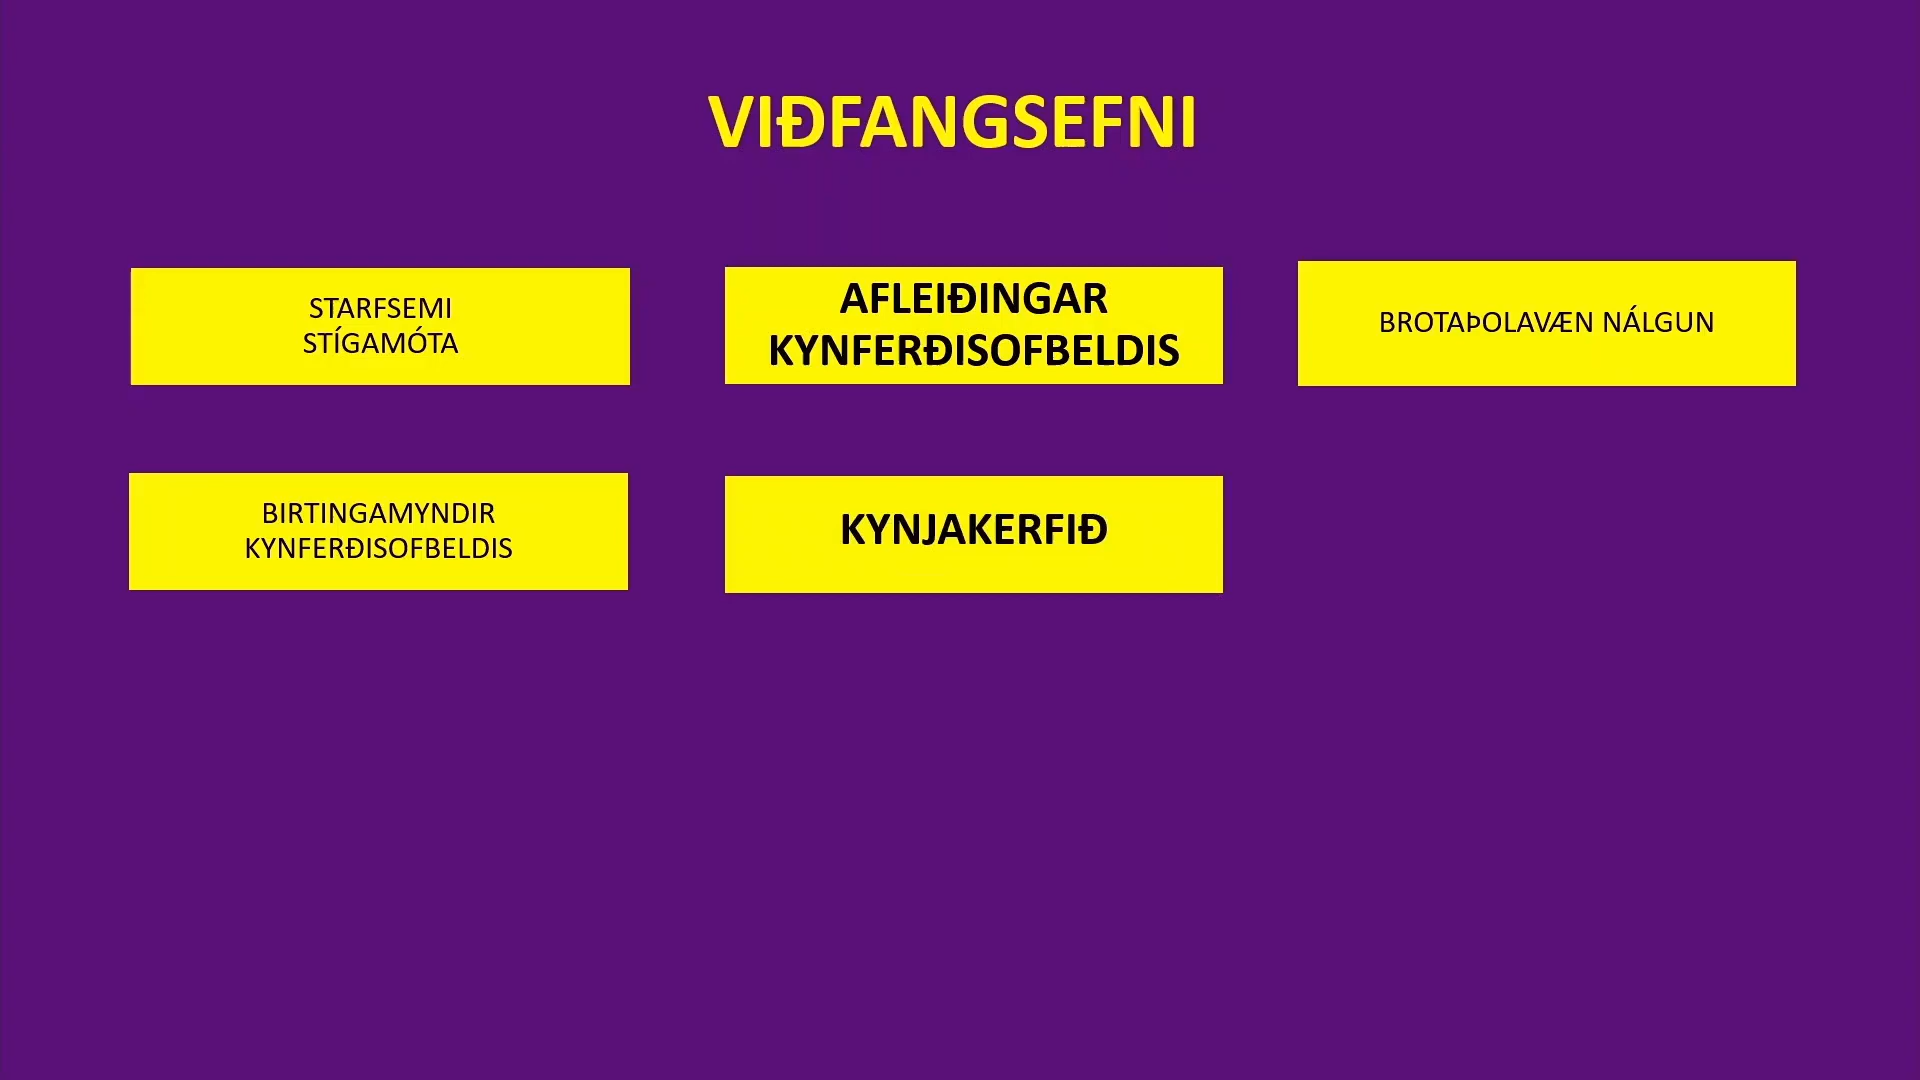 VIÐFANGSEFNI
STARFSEMI
STÍGAMÓTA
AFLEIÐINGAR
KYNFERÐISOFBELDIS
BROTAÞOLAVÆN NÁLGUN
BIRTINGAMYNDIR
KYNFERÐISOFBELDIS
KYNJAKERFIÐ